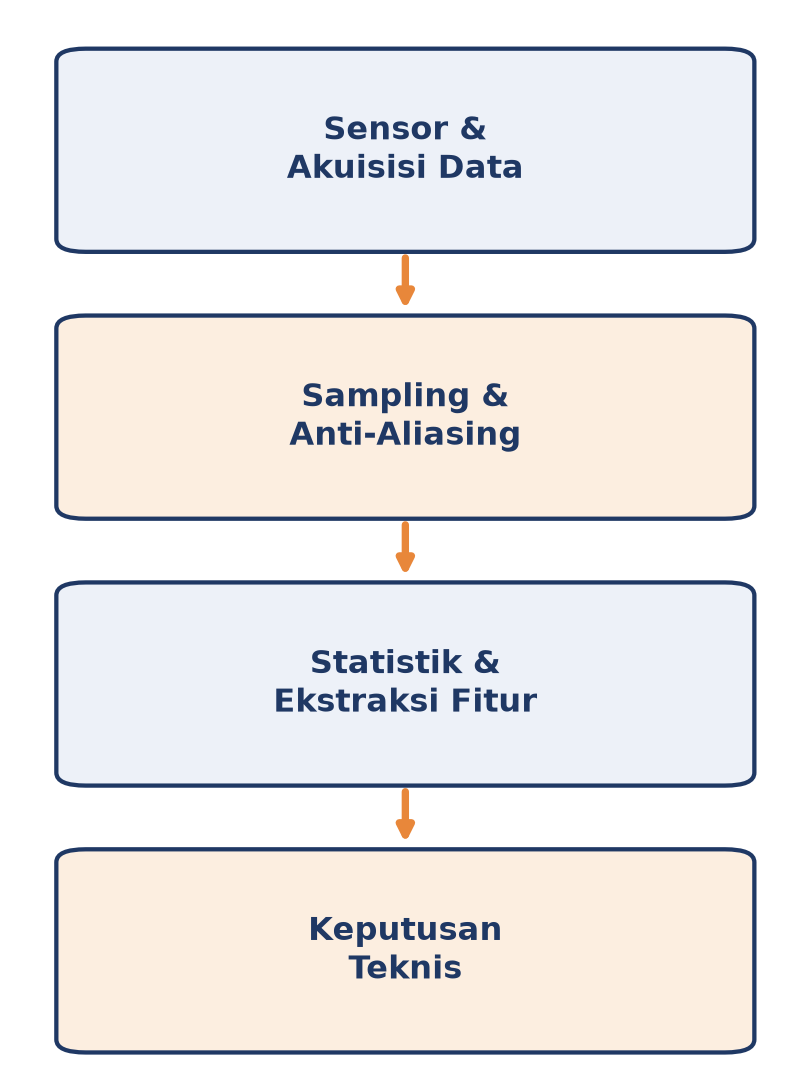 Sensor &
Akuisisi Data
Sampling &
Anti-Aliasing
Statistik &
Ekstraksi Fitur
Keputusan
Teknis